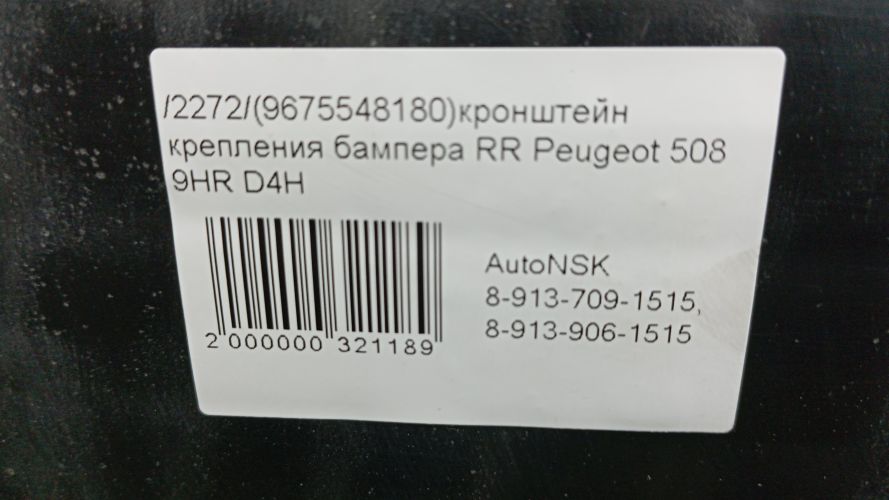 /2272/(9675548180)кронштейн
крепления бампера RR Peugeot 508
9HR D4H
AutoNSK
8-913-709-1515,
8-913-906-1515
2 000000 321189